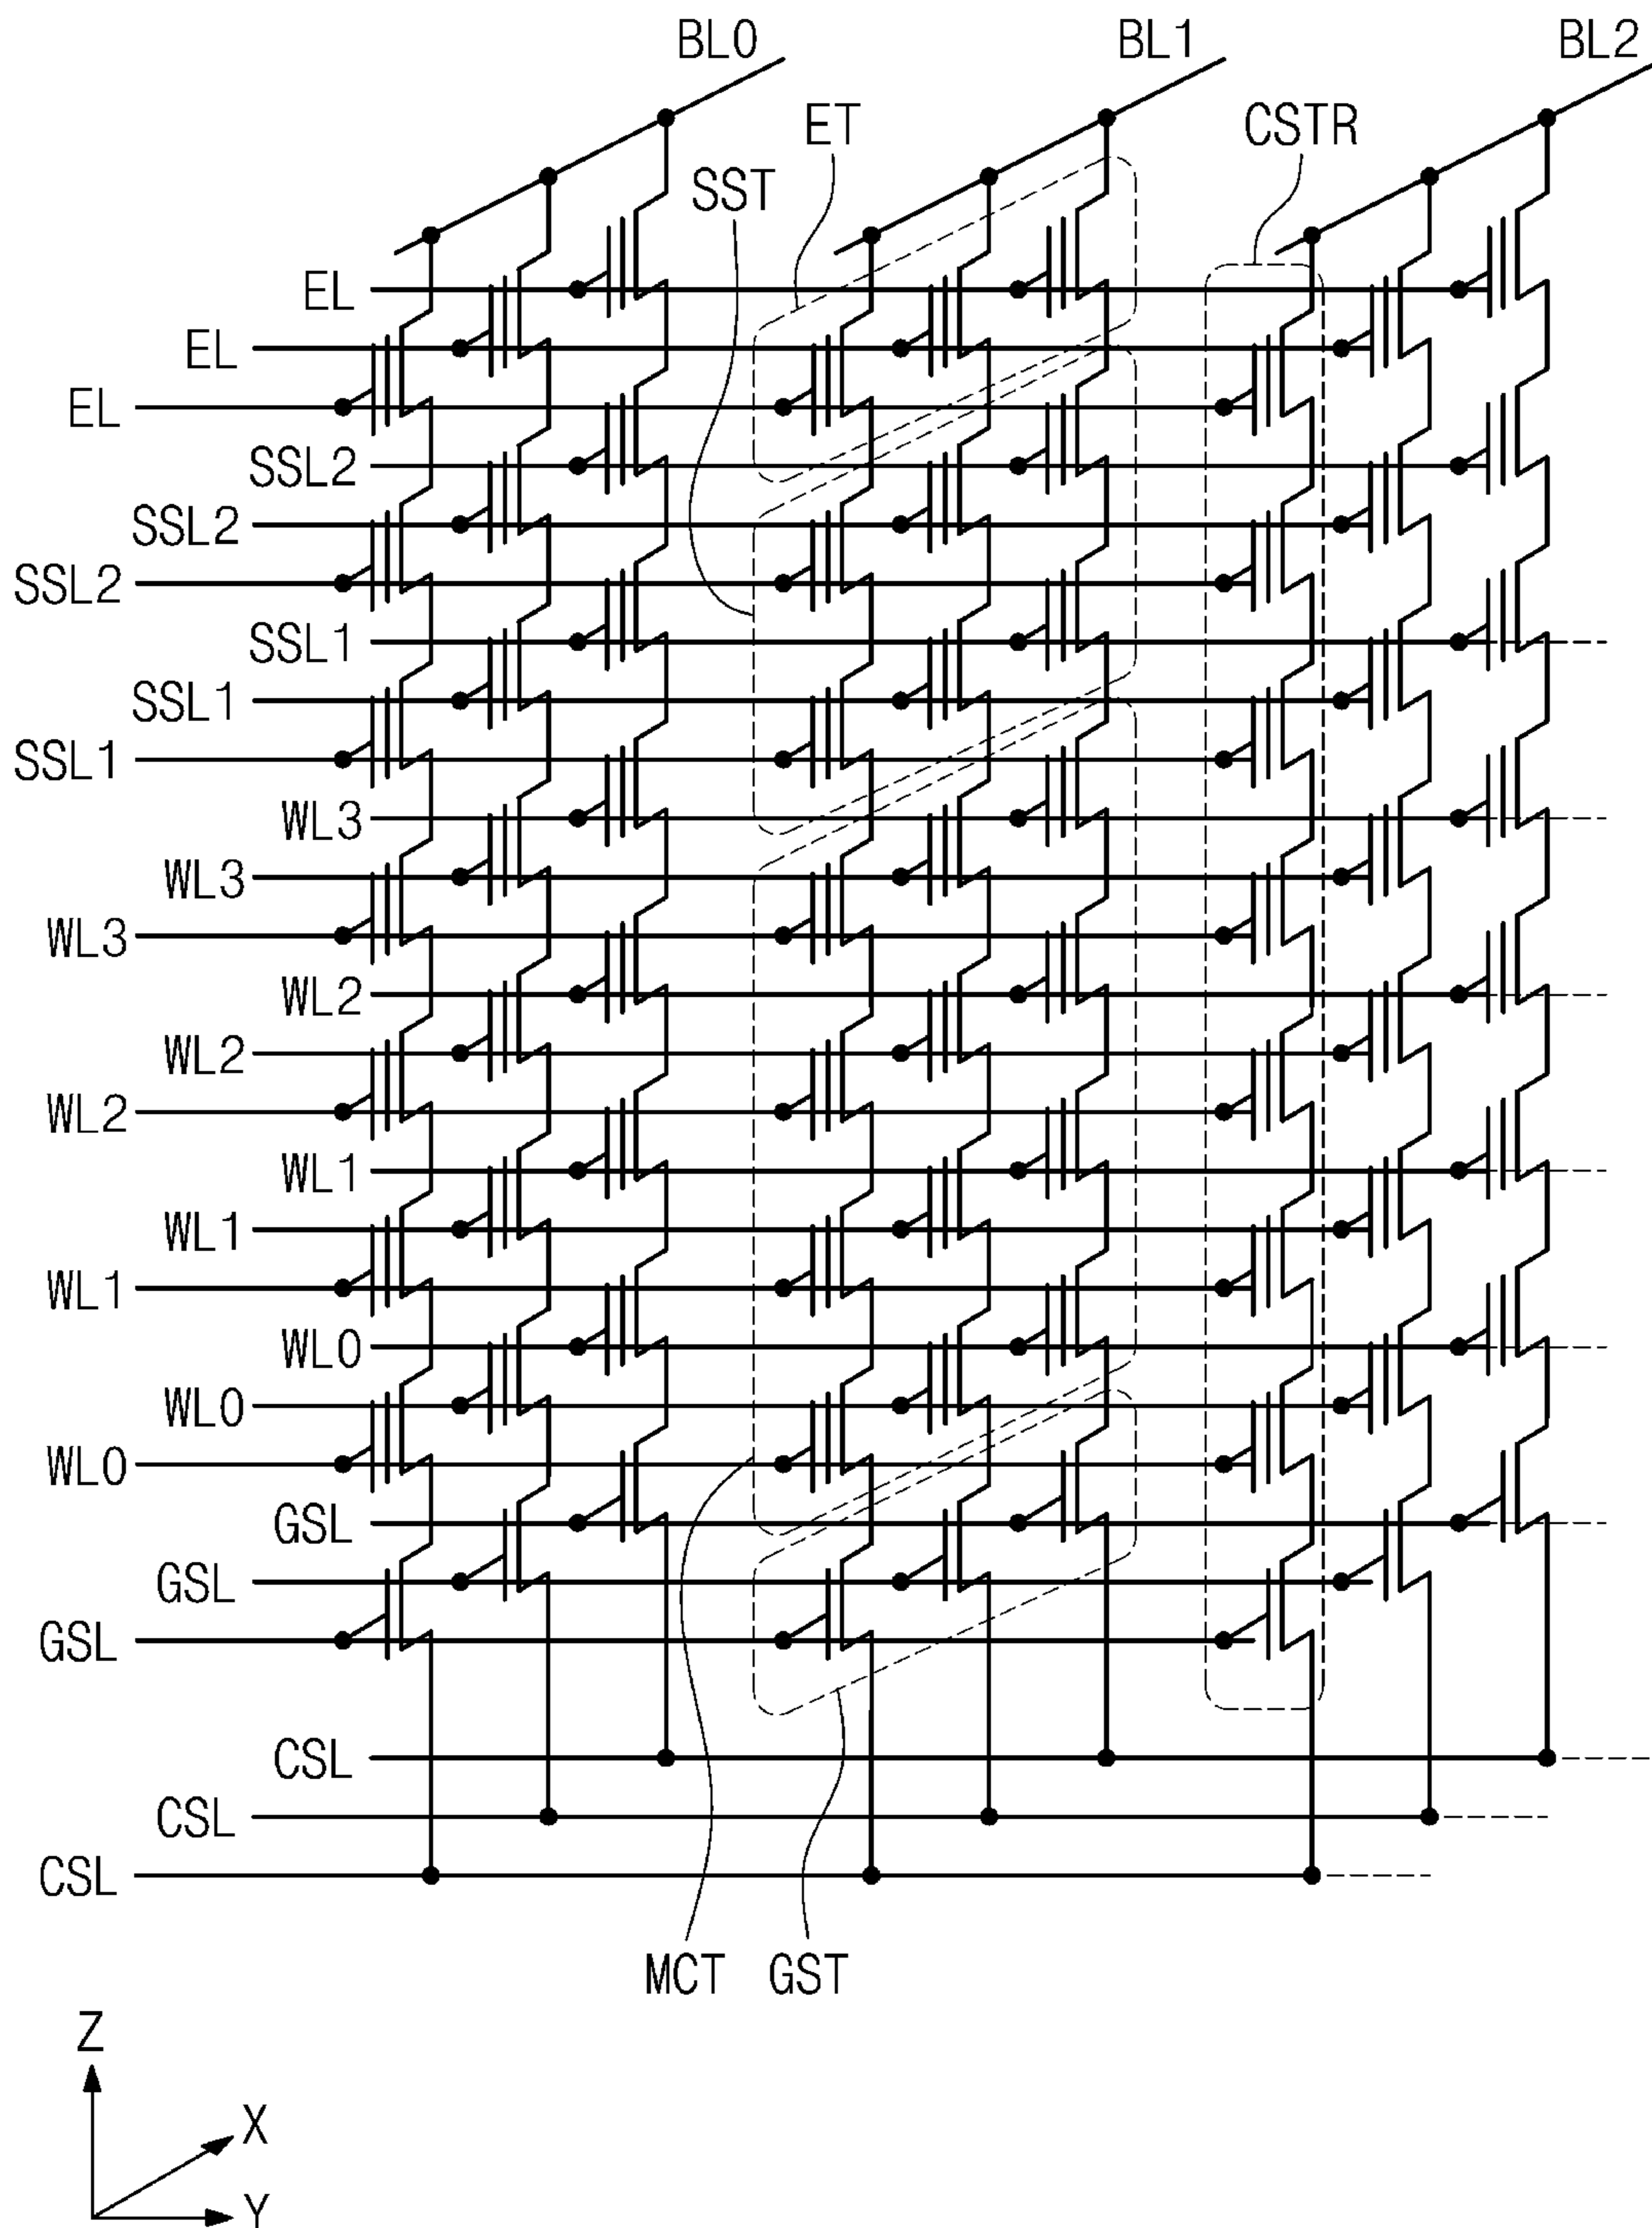 BL0 BL1 BL2
ET CSTR
SST
EL
EL
EL
SSL2
SSL2
SSL2
SSL1
SSL1
SSL1
WL3
WL3
WL3
WL2
WL2
WL2
WL1
WL1
WL1
WL0
WL0
WL0
GSL
GSL
GSL
CSL
CSL
CSL
MCT GST
Z
X
Y